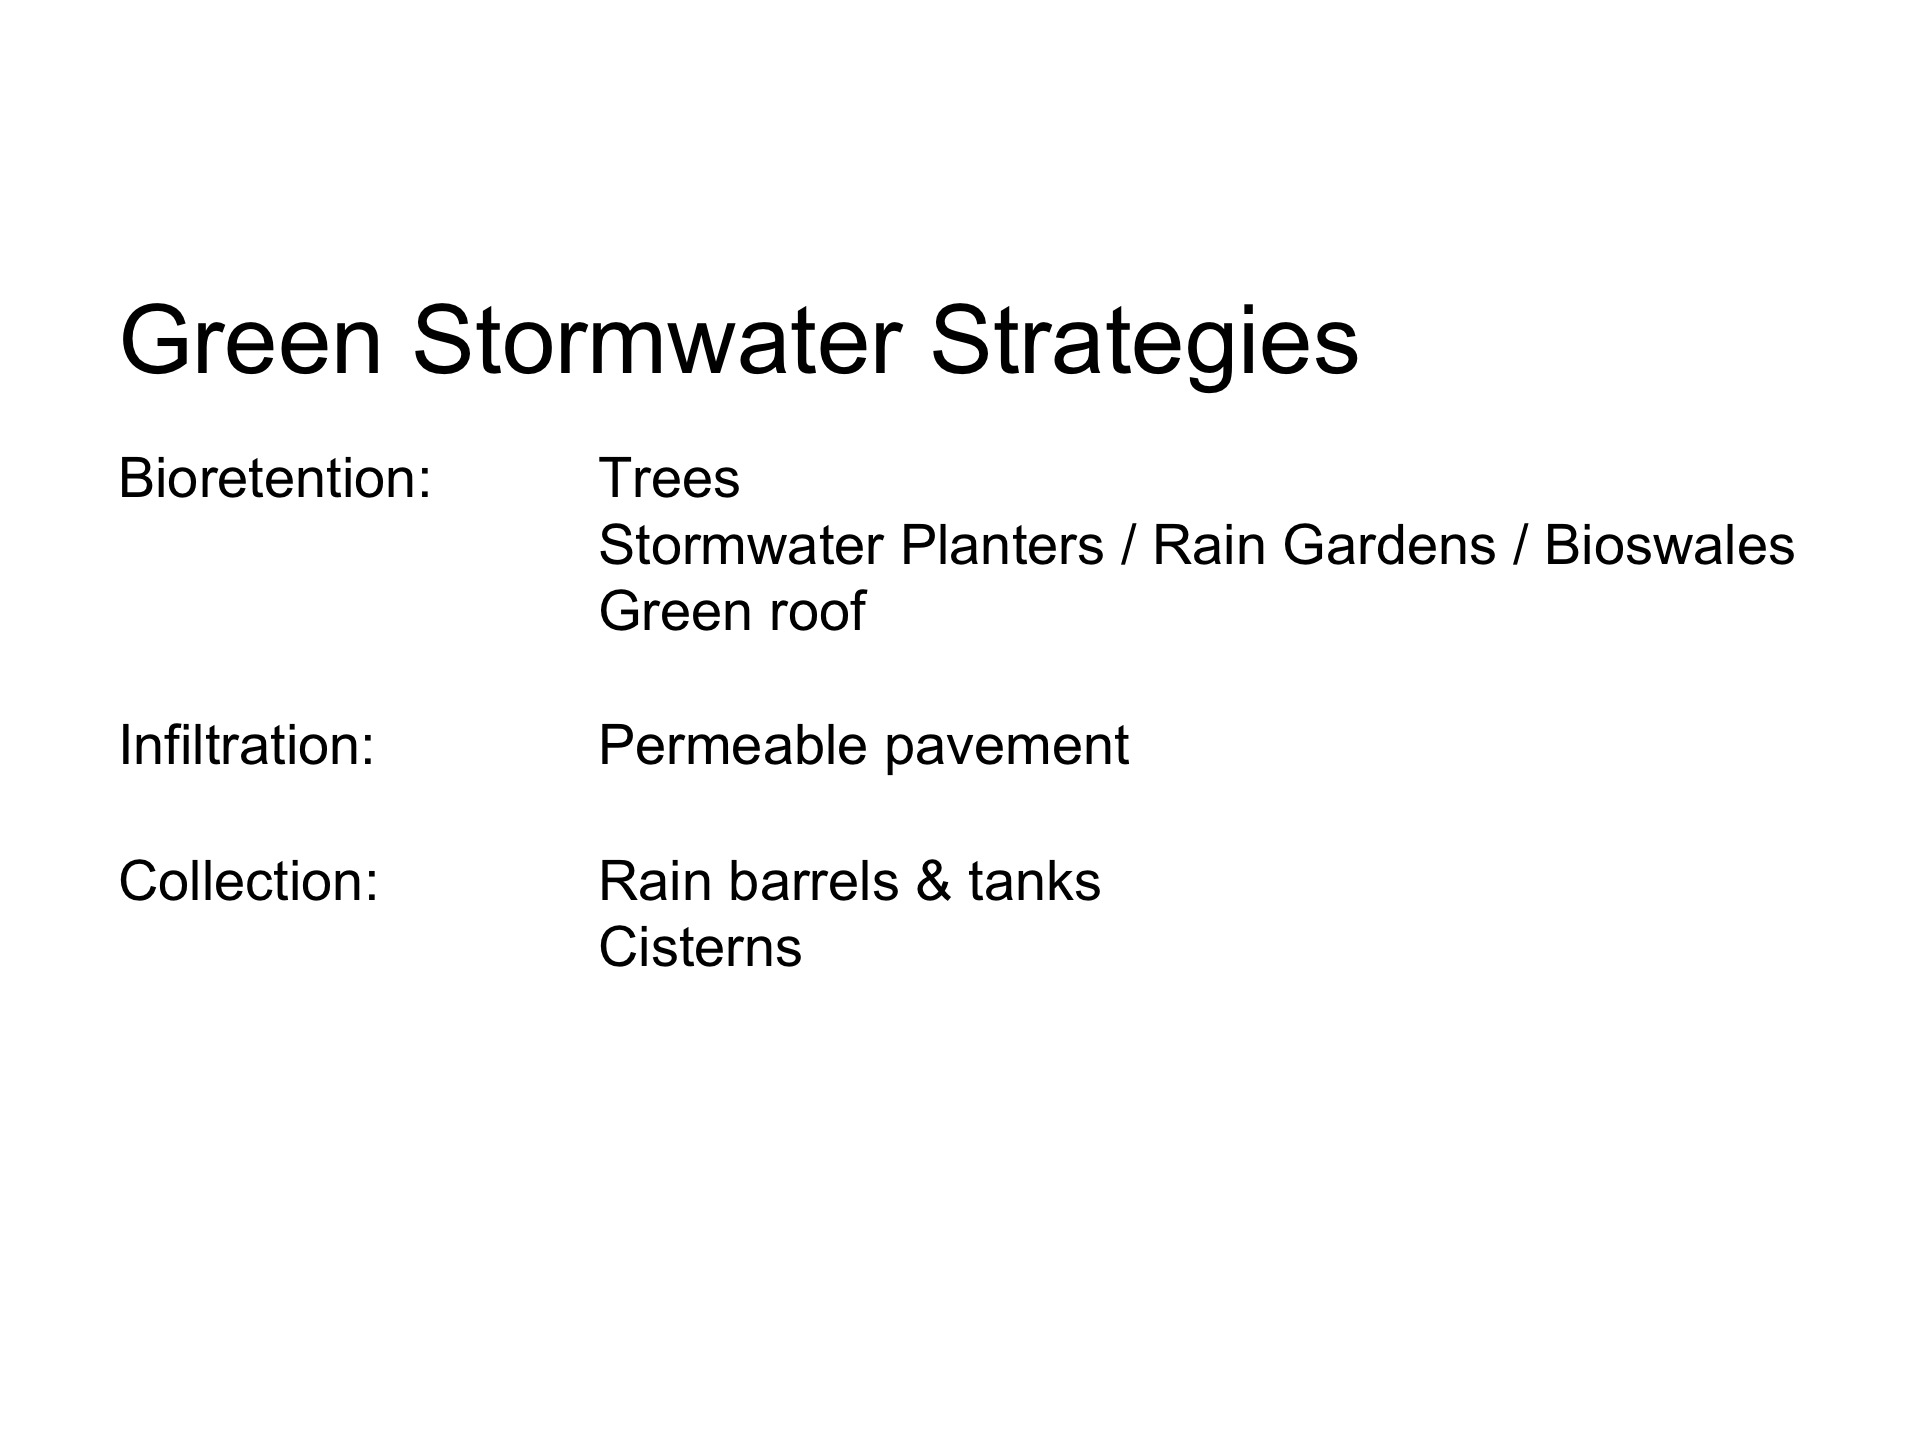 Green Stormwater Strategies
Bioretention: Trees
Stormwater Planters / Rain Gardens / Bioswales
Green roof
Infiltration: Permeable pavement
Collection: Rain barrels & tanks
Cisterns